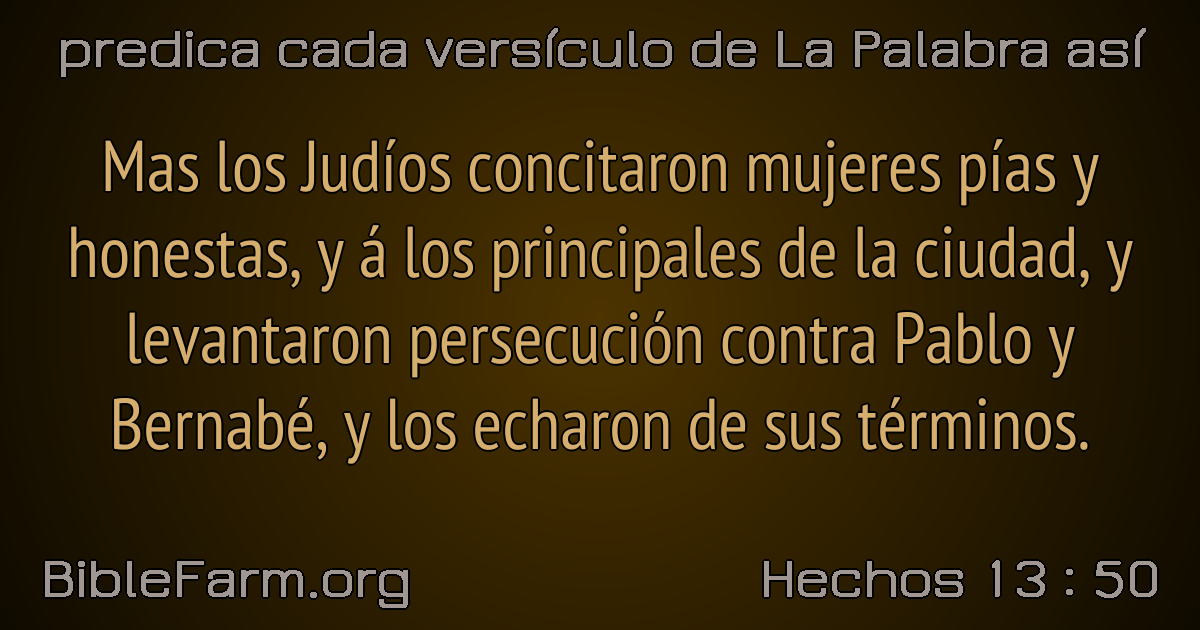 predica cada versículo de La Palabra así
Mas los Judíos concitaron mujeres pías y
honestas, y á los principales de la ciudad, y
levantaron persecución contra Pablo y
Bernabé, y los echaron de sus términos.
BibleFarm.org
Hechos 13 : 50